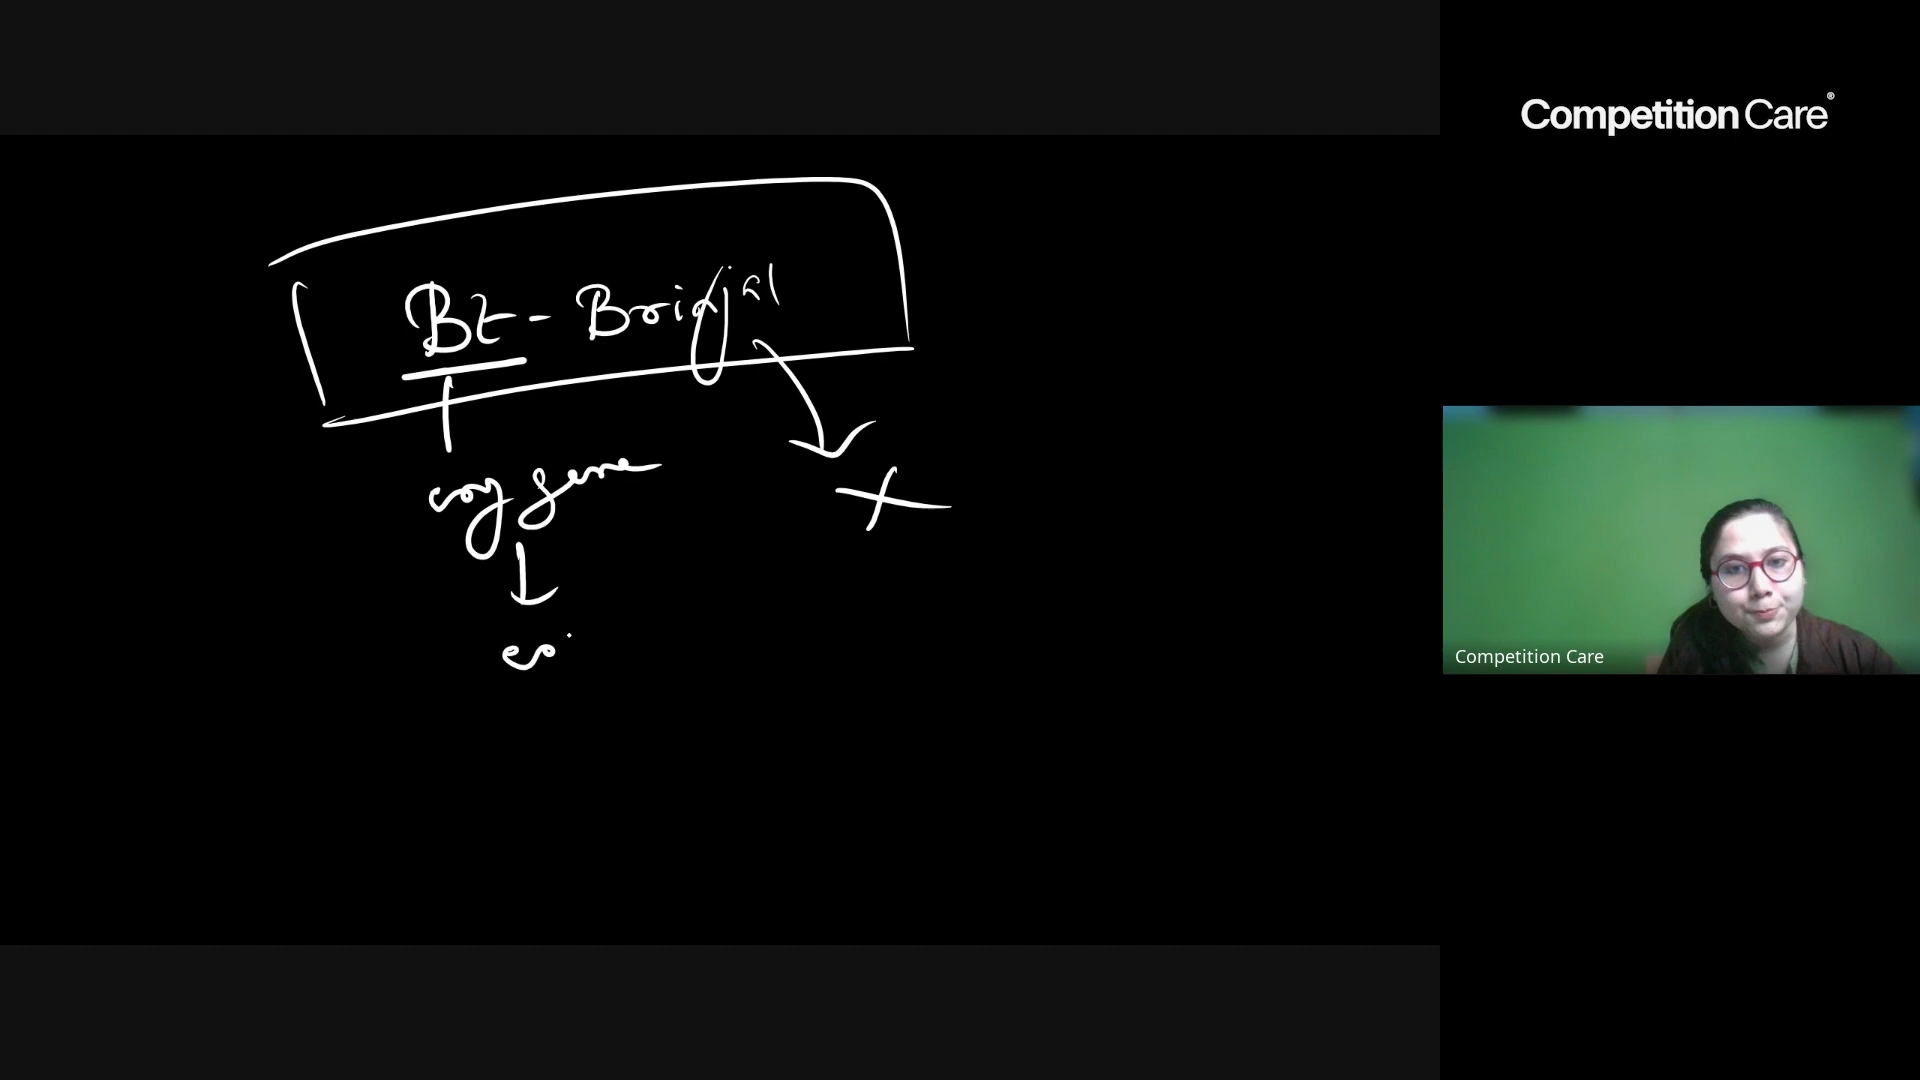 Competition Care®
Bt - Brinjal
cry gene
Competition Care